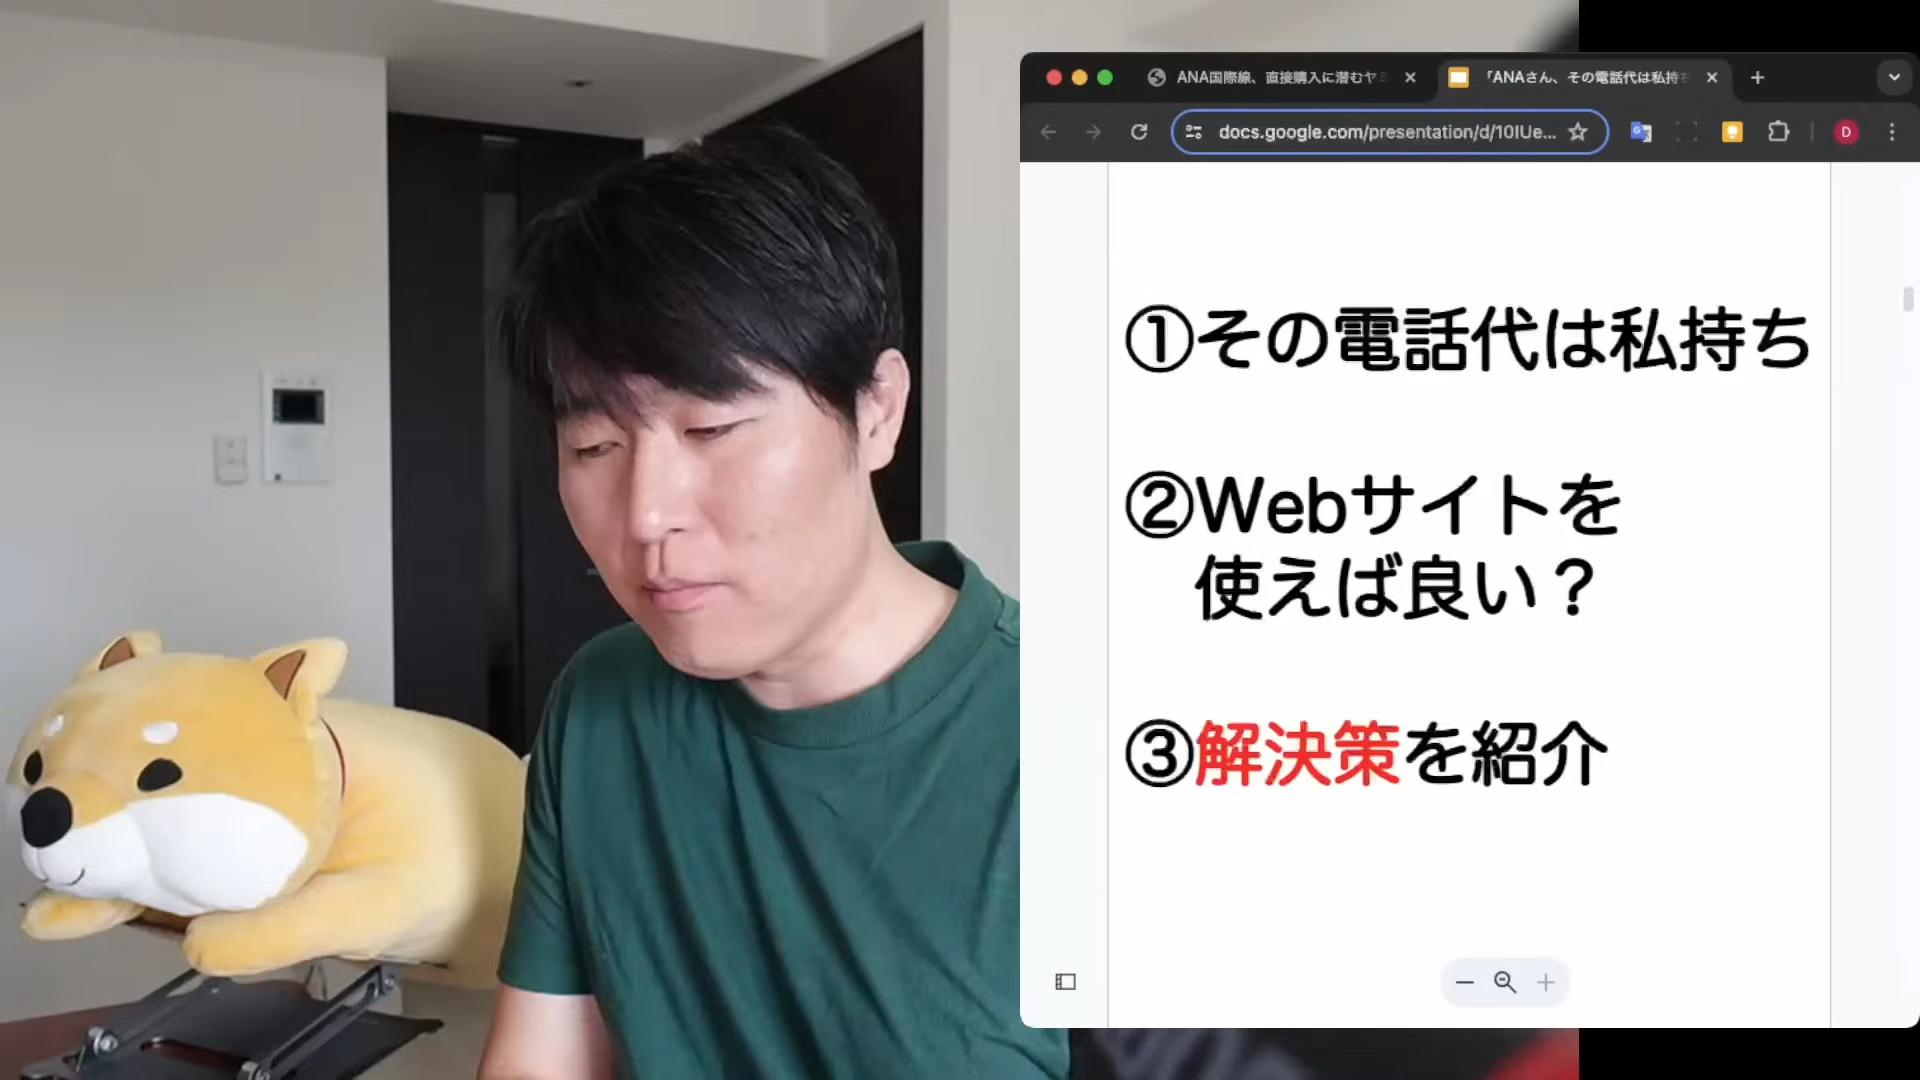 ANA国際線、直接購入に潜むヤ
「ANAさん、その電話代は私持ち
docs.google.com/presentation/d/10IUe...
D
①その電話代は私持ち
②Webサイトを
使えば良い？
③解決策を紹介